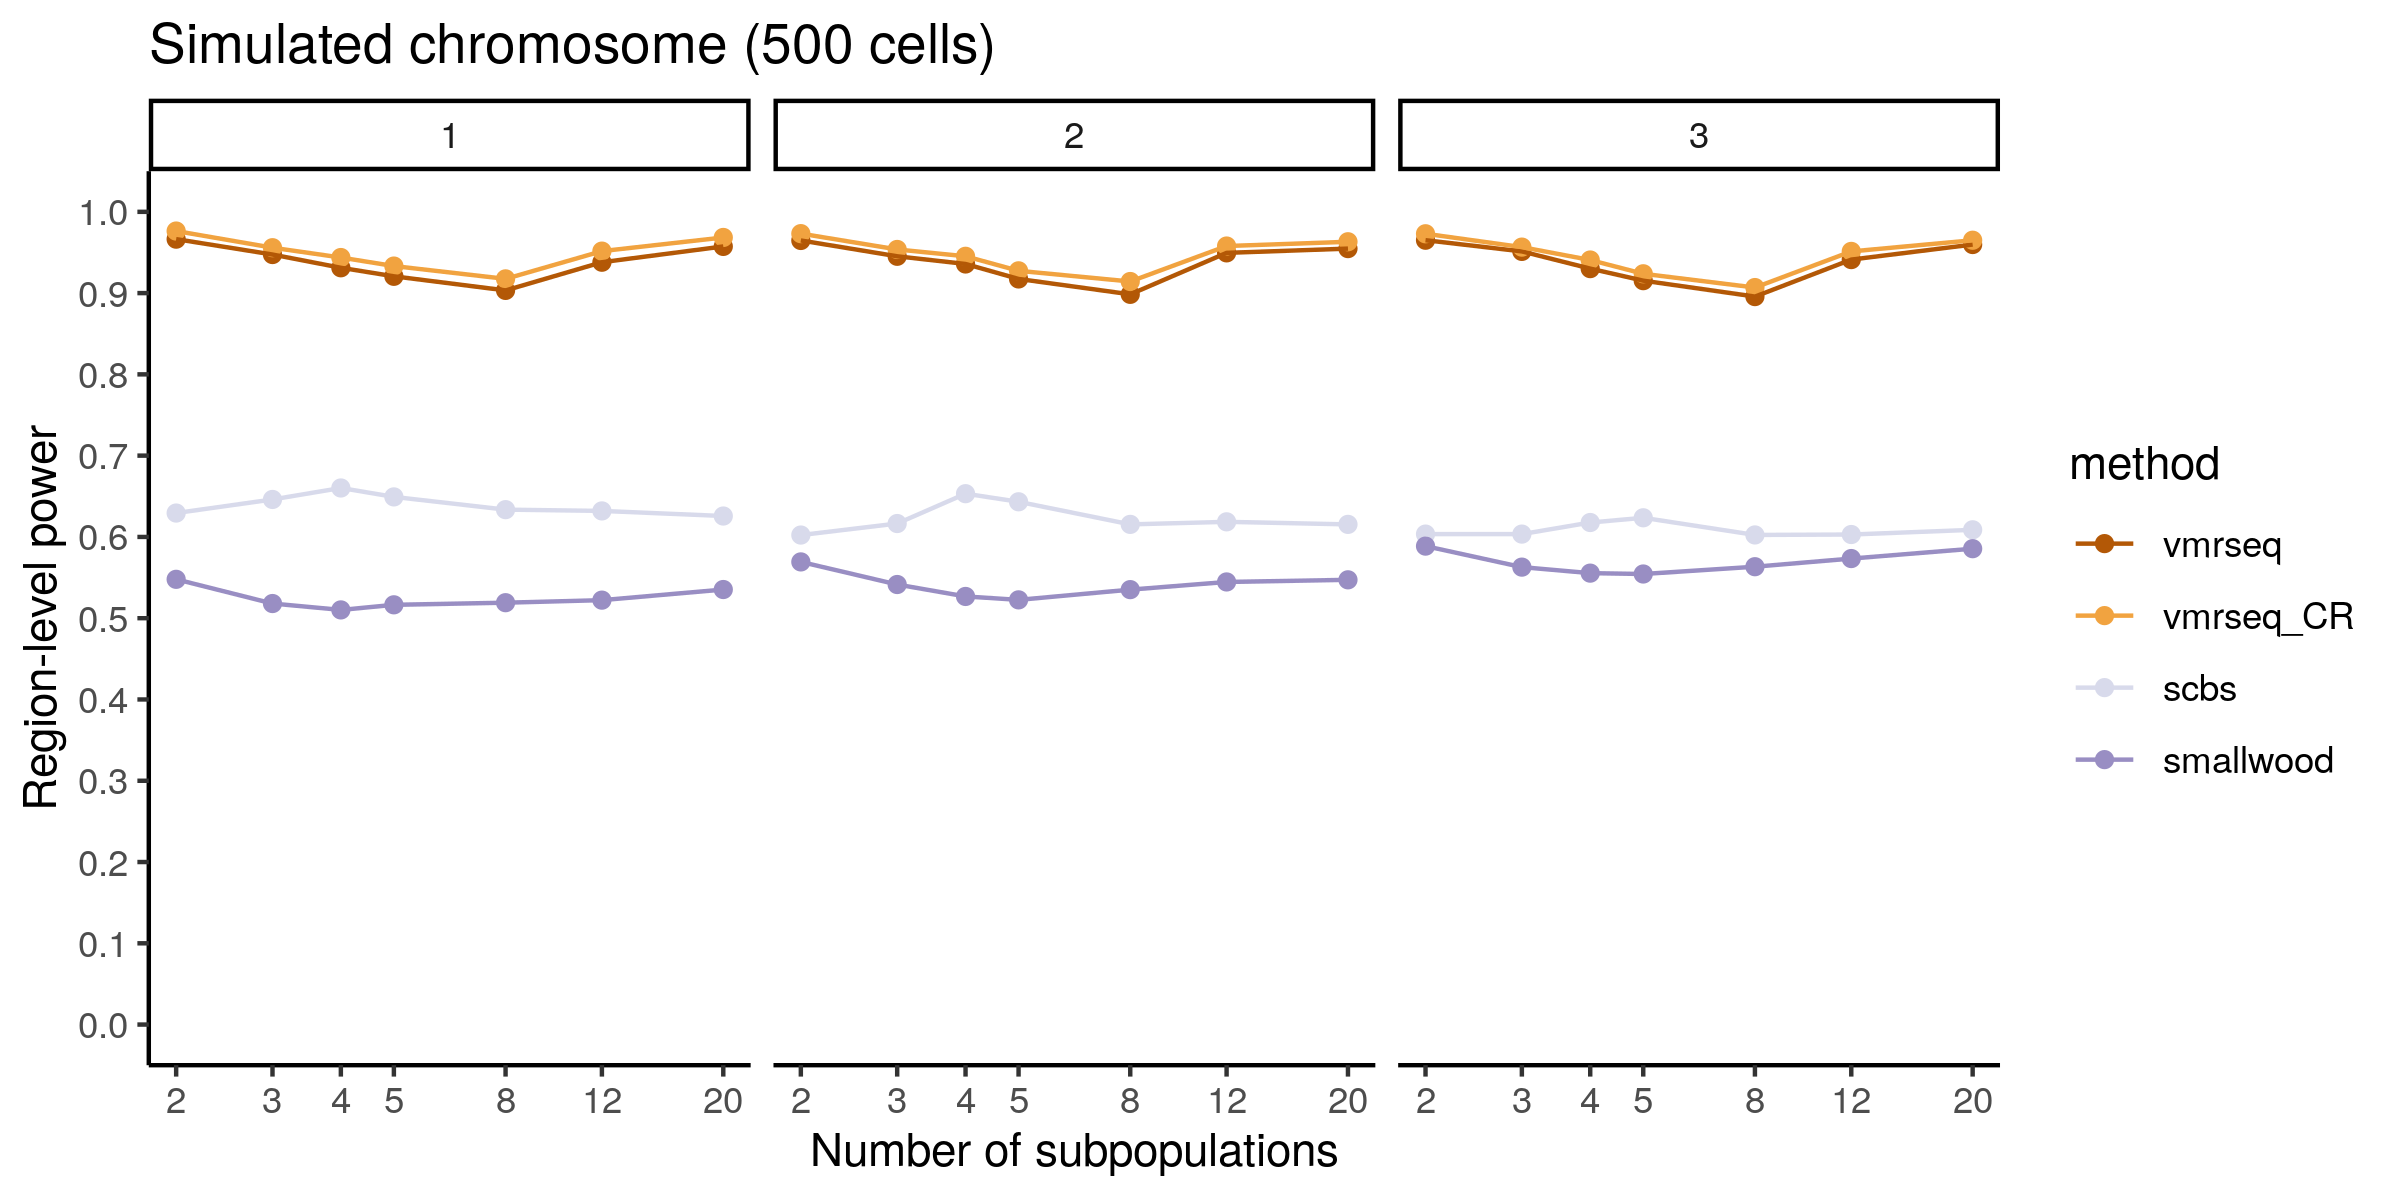 Simulated chromosome (500 cells)
1 2 3
Region-level power
1.0
0.9
0.8
0.7
0.6
0.5
0.4
0.3
0.2
0.1
0.0
2 3 4 5 8 12 20 2 3 4 5 8 12 20 2 3 4 5 8 12 20
Number of subpopulations
method
vmrseq
vmrseq_CR
scbs
smallwood